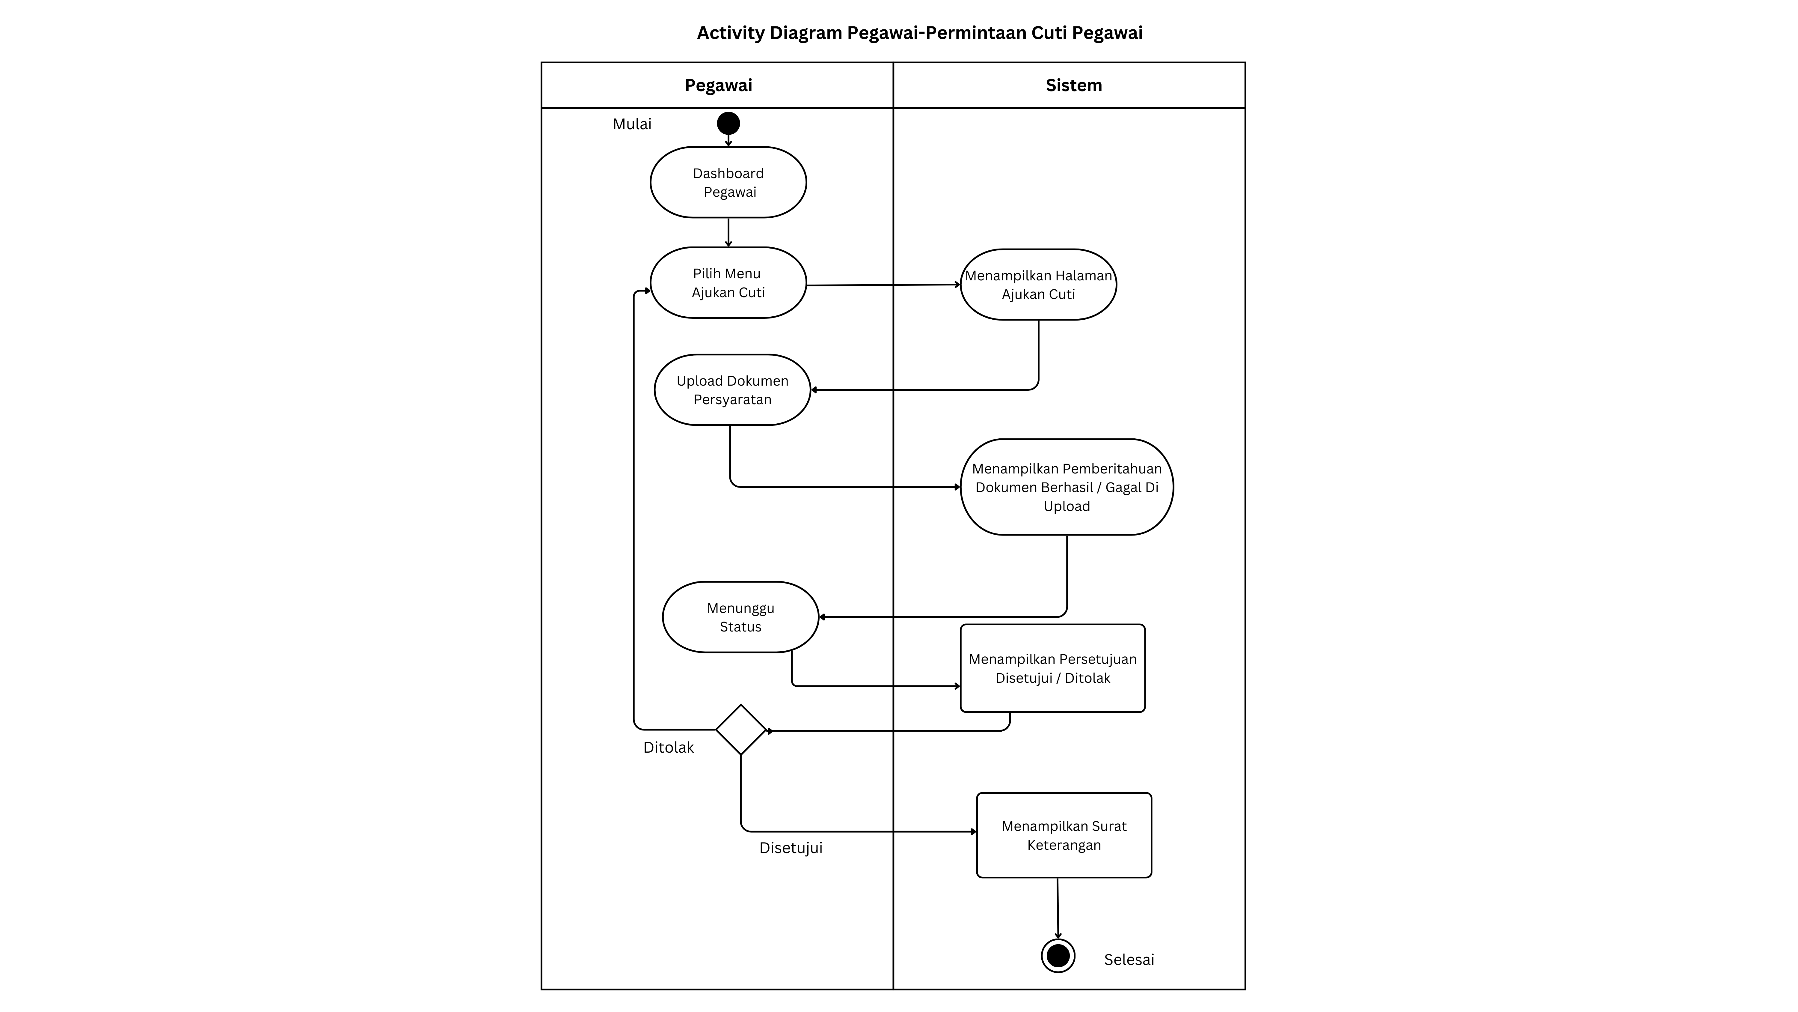 Activity Diagram Pegawai-Permintaan Cuti Pegawai
Pegawai
Sistem
Mulai
Dashboard
Pegawai
Pilih Menu
Ajukan Cuti
Menampilkan Halaman
Ajukan Cuti
Upload Dokumen
Persyaratan
Menampilkan Pemberitahuan
Dokumen Berhasil / Gagal Di
Upload
Menunggu
Status
Menampilkan Persetujuan
Disetujui / Ditolak
Ditolak
Disetujui
Menampilkan Surat
Keterangan
Selesai